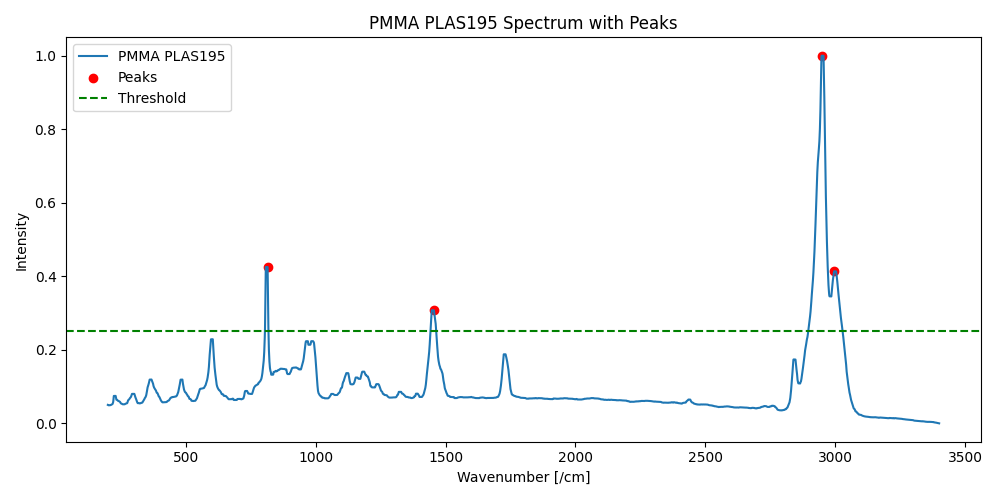 PMMA PLAS195 Spectrum with Peaks
PMMA PLAS195
Peaks
Threshold
Intensity
1.0
0.8
0.6
0.4
0.2
0.0
500 1000 1500 2000 2500 3000 3500
Wavenumber [/cm]